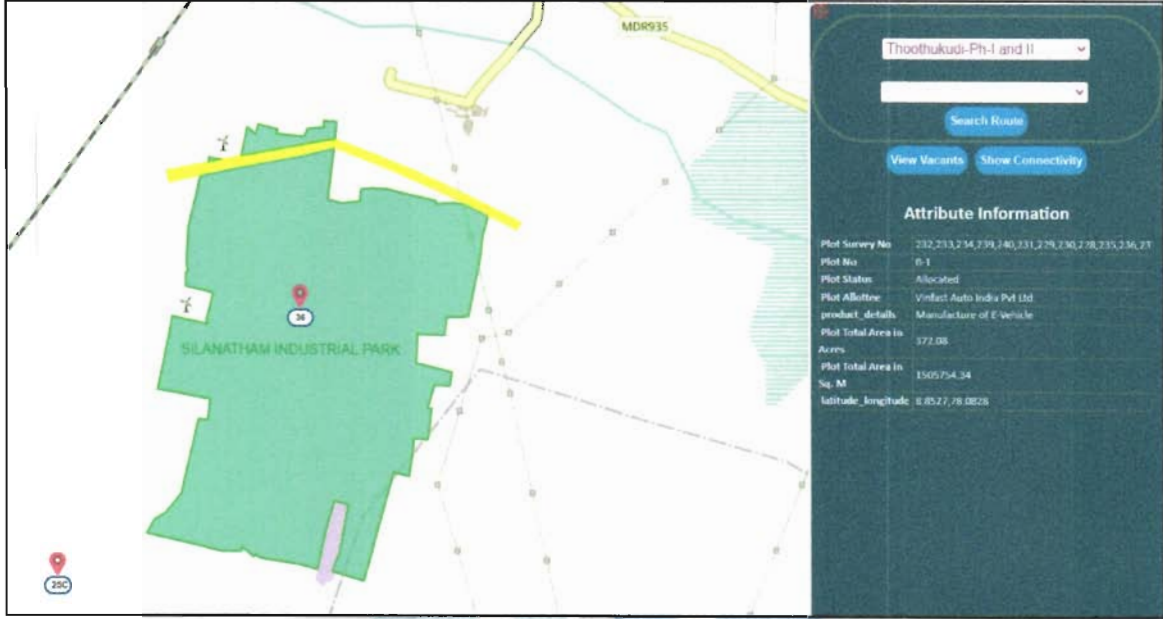 MDR935
36
SILANATHAM INDUSTRIAL PARK
25C
Thoothukudi-Ph-I and II
Search Route
View Vacants Show Connectivity
Attribute Information
Plot Survey No 232,233,234,239,240,231,229,230,228,235,236,23
Plot No B-1
Plot Status Allocated
Plot Allottee Vinfast Auto India Pvt Ltd
product_details Manufacture of E-Vehicle
Plot Total Area in Acres 372.08
Plot Total Area in Sq. M 1505754.34
latitude_longitude 8.8527,78.0828